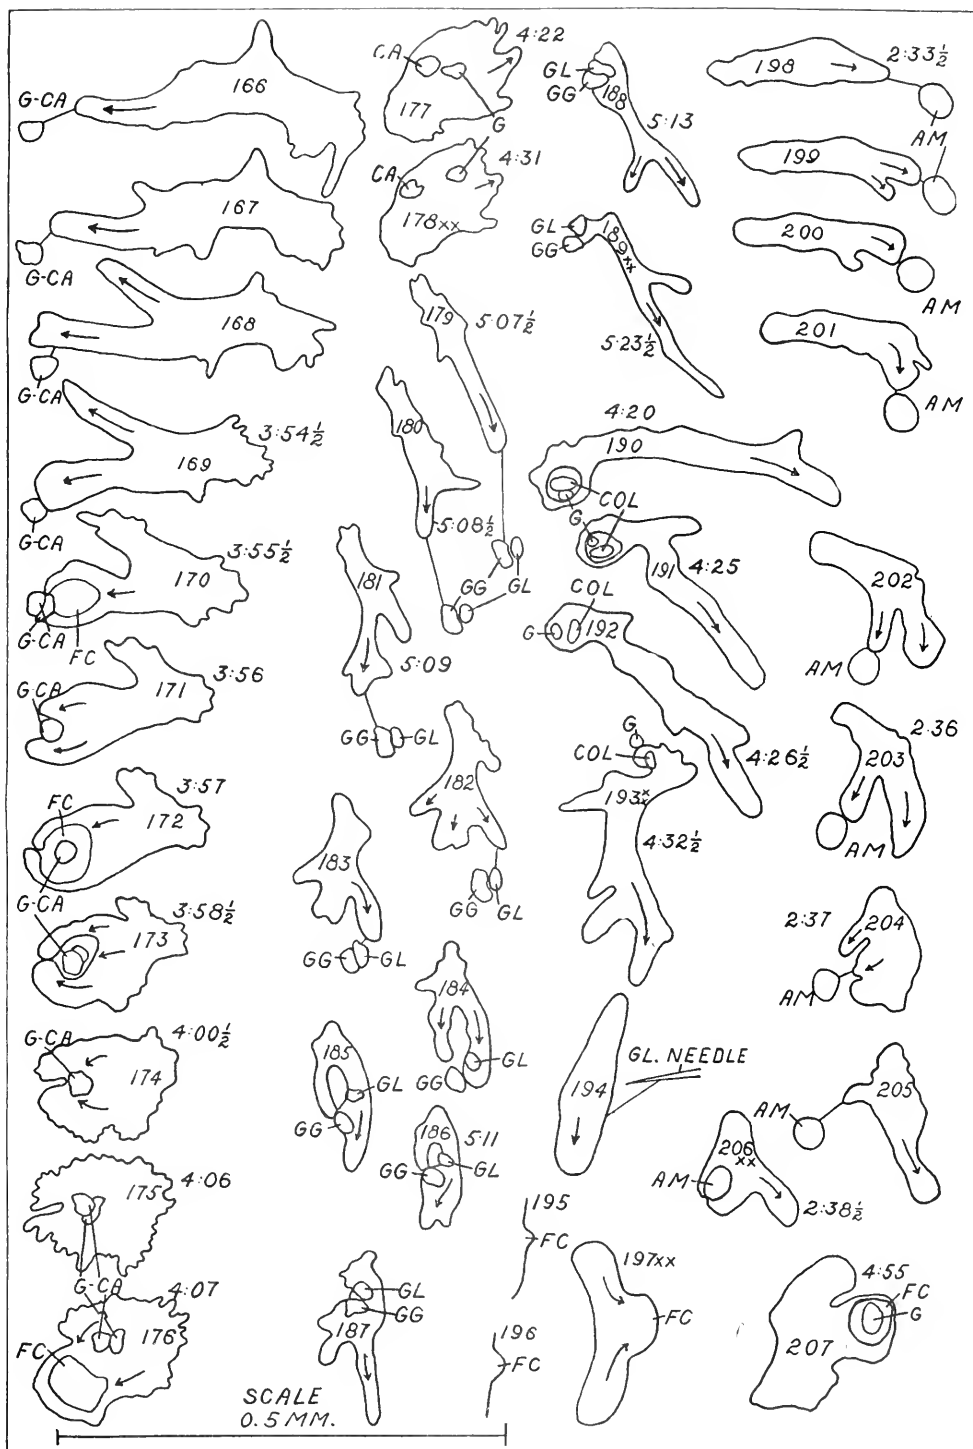 166
G-CA
167
G-CA
168
G-CA
3:54½
169
G-CA
3:55½
170
G-CA
FC
3:56
171
G-CA
3:57
FC
172
G-CA
3:58½
173
4:00½
G-CA
174
4:06
175
G-CA
4:07
176
FC
SCALE
0.5 MM.
4:22
CA
177
G
4:31
CA
178xx
179
5:07½
180
5:08½
GG
GL
181
5:09
GG
GL
182
GG
GL
183
GG
GL
184
GL
GG
185
GL
GG
186
5:11
GG
GL
GL
GG
187
195
FC
196
FC
GL
GG
188
5:13
GL
GG
189xx
5:23½
4:20
190
COL
G
191
4:25
COL
G
192
4:26½
G
COL
193xx
4:32½
194
GL. NEEDLE
197xx
FC
198
2:33½
AM
199
200
AM
201
AM
202
AM
2:36
203
AM
2:37
204
AM
205
AM
206xx
AM
2:38½
4:55
FC
G
207